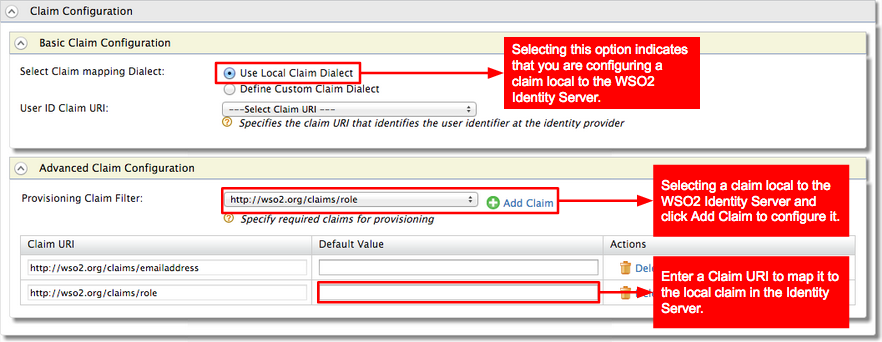 Claim Configuration
Basic Claim Configuration
Select Claim mapping Dialect:
Use Local Claim Dialect
Define Custom Claim Dialect
Selecting this option indicates
that you are configuring a
claim local to the WSO2
Identity Server.
User ID Claim URI:
---Select Claim URI ---
Specifies the claim URI that identifies the user identifier at the identity provider
Advanced Claim Configuration
Provisioning Claim Filter:
http://wso2.org/claims/role
Add Claim
Specify required claims for provisioning
Selecting a claim local to the
WSO2 Identity Server and
click Add Claim to configure it.
Claim URI Default Value Actions
http://wso2.org/claims/emailaddress
http://wso2.org/claims/role
Enter a Claim URI to map it to
the local claim in the Identity
Server.